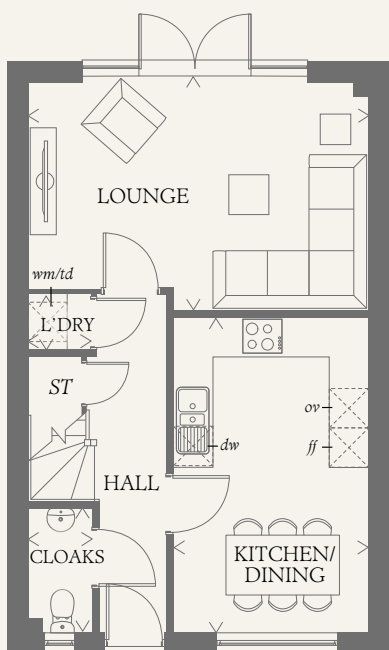 LOUNGE
wm/td
L'DRY
ST
ov
dw
ff
HALL
CLOAKS
KITCHEN/
DINING